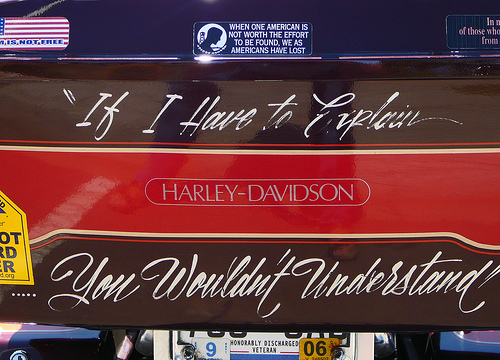 M.IS.NOT.FREE
WHEN ONE AMERICAN IS
NOT WORTH THE EFFORT
TO BE FOUND, WE AS
AMERICANS HAVE LOST
In
of those who
from
"If I Have to Explain
HARLEY-DAVIDSON
OT
RD
ER
d.org
You Wouldn't Understand"
9
HONORABLY DISCHARGED
VETERAN
06